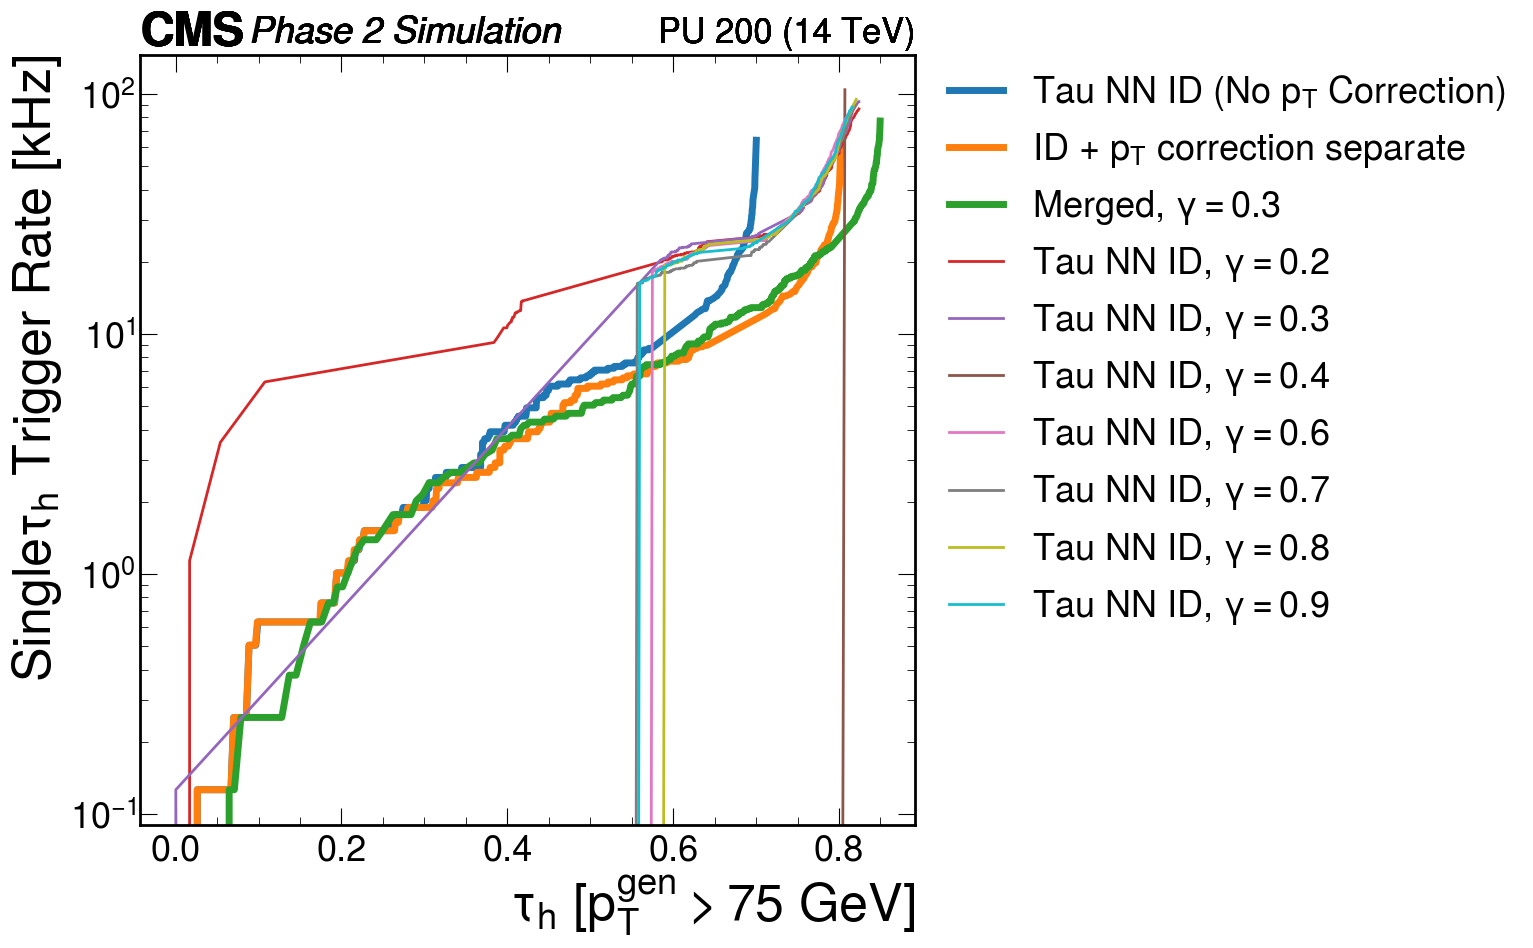 CMS Phase 2 Simulation PU 200 (14 TeV)
Single τ_h Trigger Rate [kHz]
10²
10¹
10⁰
10⁻¹
0.0 0.2 0.4 0.6 0.8
τ_h [p_T^gen > 75 GeV]
Tau NN ID (No p_T Correction)
ID + p_T correction separate
Merged, γ = 0.3
Tau NN ID, γ = 0.2
Tau NN ID, γ = 0.3
Tau NN ID, γ = 0.4
Tau NN ID, γ = 0.6
Tau NN ID, γ = 0.7
Tau NN ID, γ = 0.8
Tau NN ID, γ = 0.9